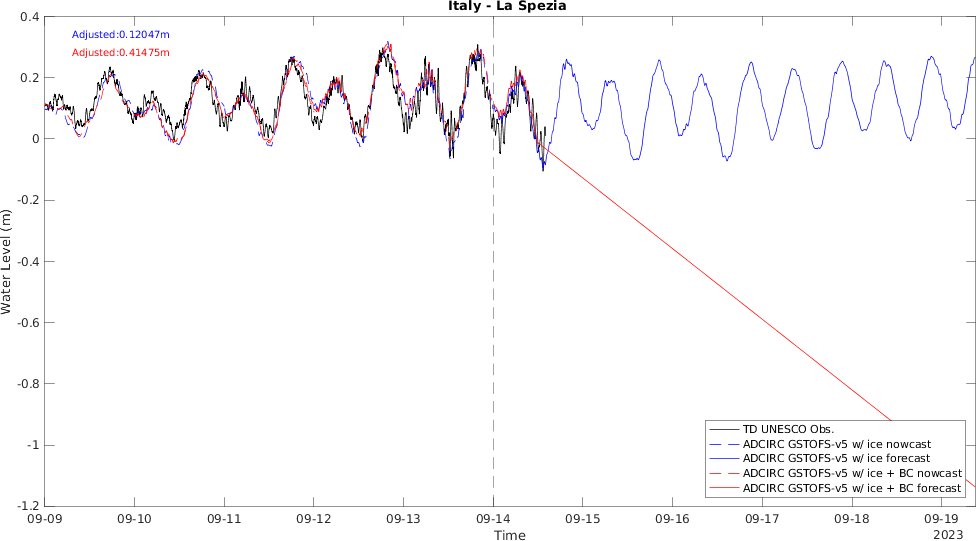 Italy - La Spezia
Adjusted:0.12047m
Adjusted:0.41475m
Water Level (m)
0.4
0.2
0
-0.2
-0.4
-0.6
-0.8
-1
-1.2
TD UNESCO Obs.
ADCIRC GSTOFS-v5 w/ ice nowcast
ADCIRC GSTOFS-v5 w/ ice forecast
ADCIRC GSTOFS-v5 w/ ice + BC nowcast
ADCIRC GSTOFS-v5 w/ ice + BC forecast
09-09 09-10 09-11 09-12 09-13 09-14 09-15 09-16 09-17 09-18 09-19
Time
2023